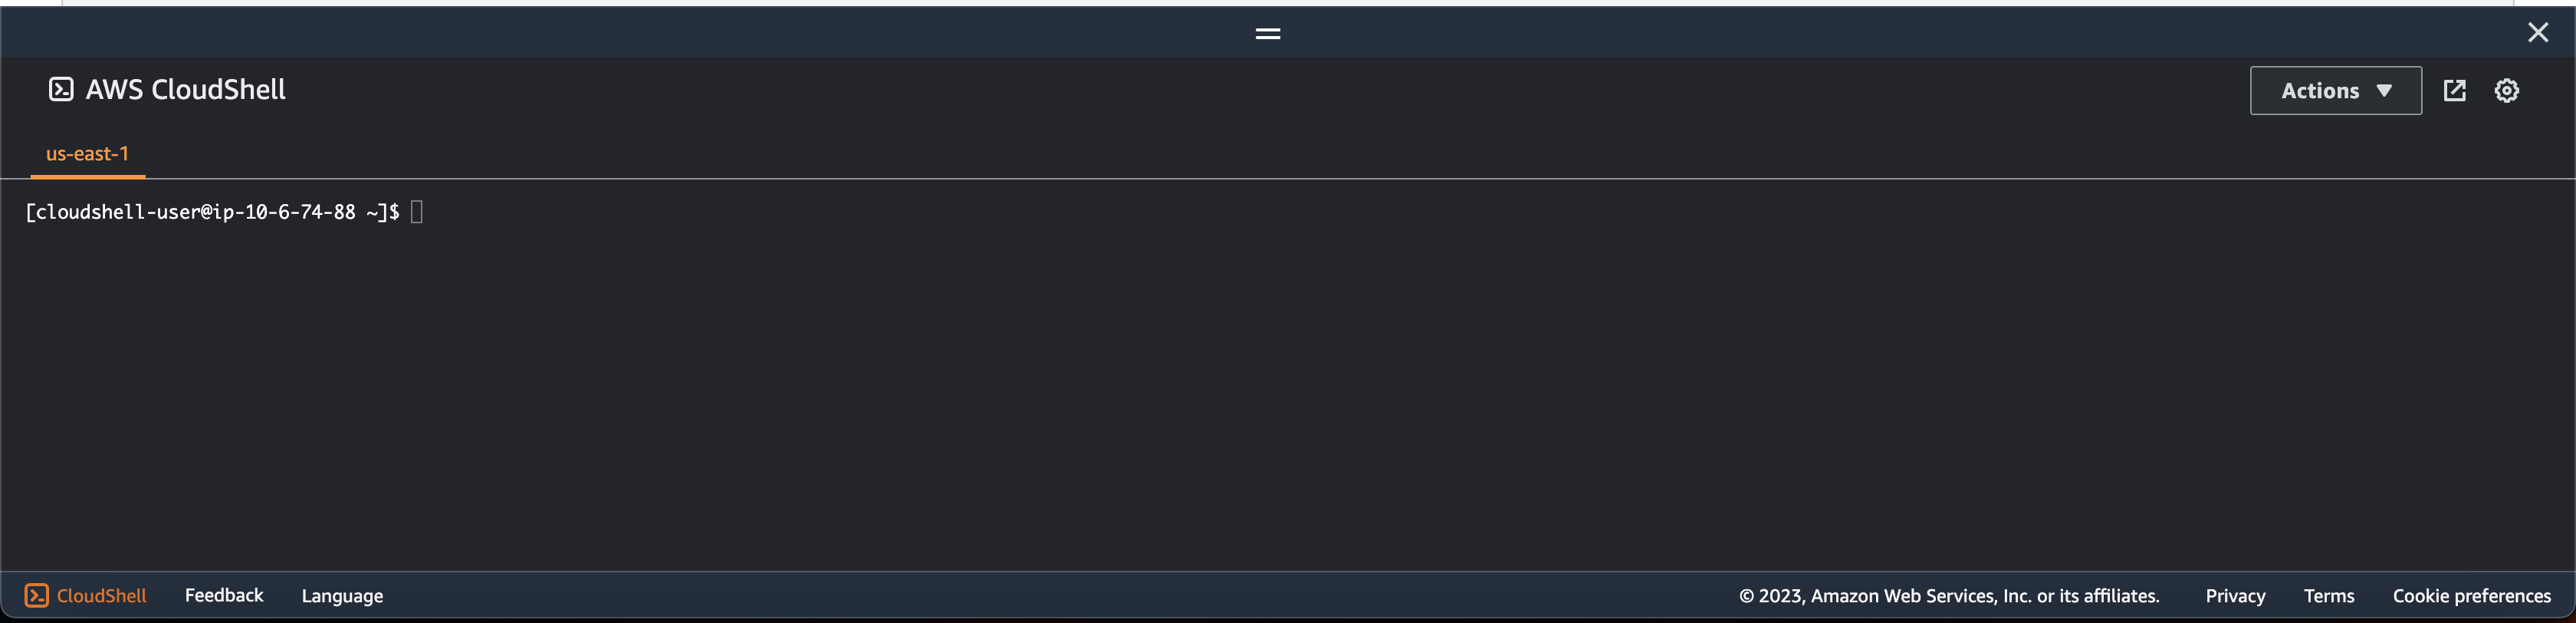 AWS CloudShell
Actions
us-east-1
[cloudshell-user@ip-10-6-74-88 ~]$
CloudShell Feedback Language © 2023, Amazon Web Services, Inc. or its affiliates. Privacy Terms Cookie preferences